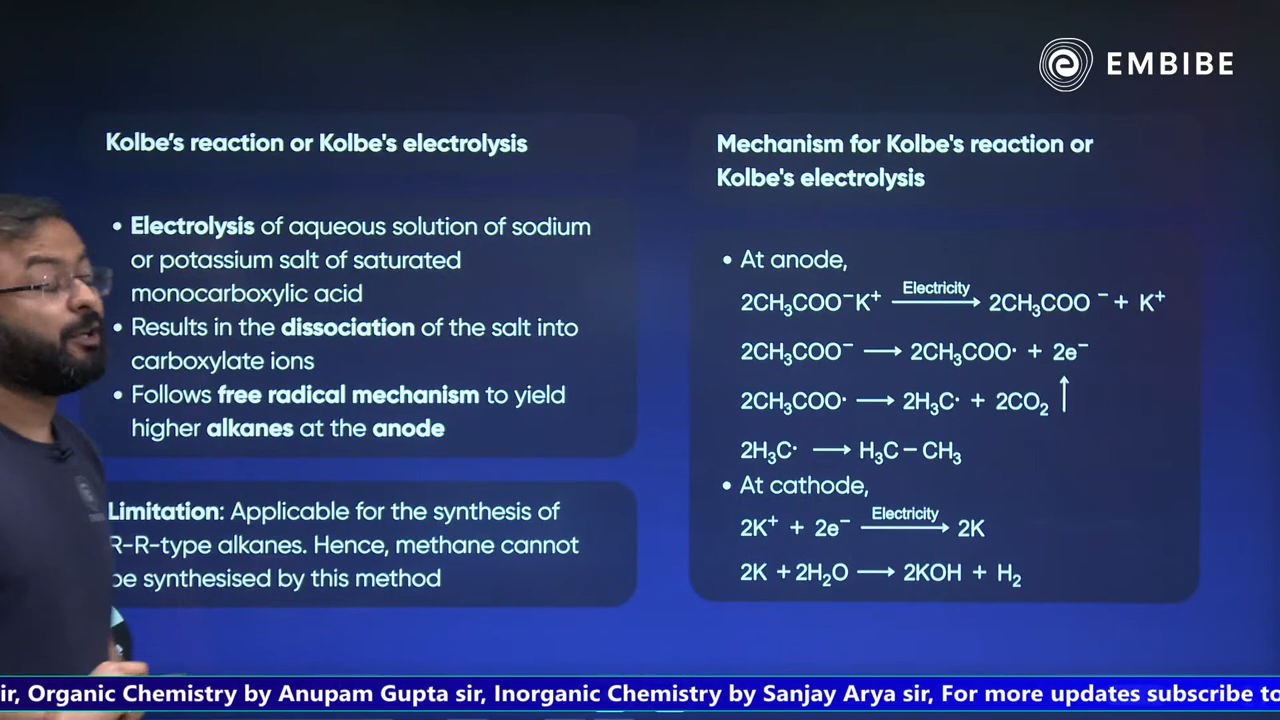 EMBIBE
Kolbe's reaction or Kolbe's electrolysis
• Electrolysis of aqueous solution of sodium
or potassium salt of saturated
monocarboxylic acid
• Results in the dissociation of the salt into
carboxylate ions
• Follows free radical mechanism to yield
higher alkanes at the anode
Limitation: Applicable for the synthesis of
R-R-type alkanes. Hence, methane cannot
be synthesised by this method
Mechanism for Kolbe's reaction or
Kolbe's electrolysis
• At anode,
2CH₃COO⁻K⁺ —Electricity→ 2CH₃COO ⁻ + K⁺
2CH₃COO⁻ ⟶ 2CH₃COO· + 2e⁻
2CH₃COO· ⟶ 2H₃C· + 2CO₂ ↑
2H₃C· ⟶ H₃C – CH₃
• At cathode,
2K⁺ + 2e⁻ —Electricity→ 2K
2K + 2H₂O ⟶ 2KOH + H₂
ir, Organic Chemistry by Anupam Gupta sir, Inorganic Chemistry by Sanjay Arya sir, For more updates subscribe to